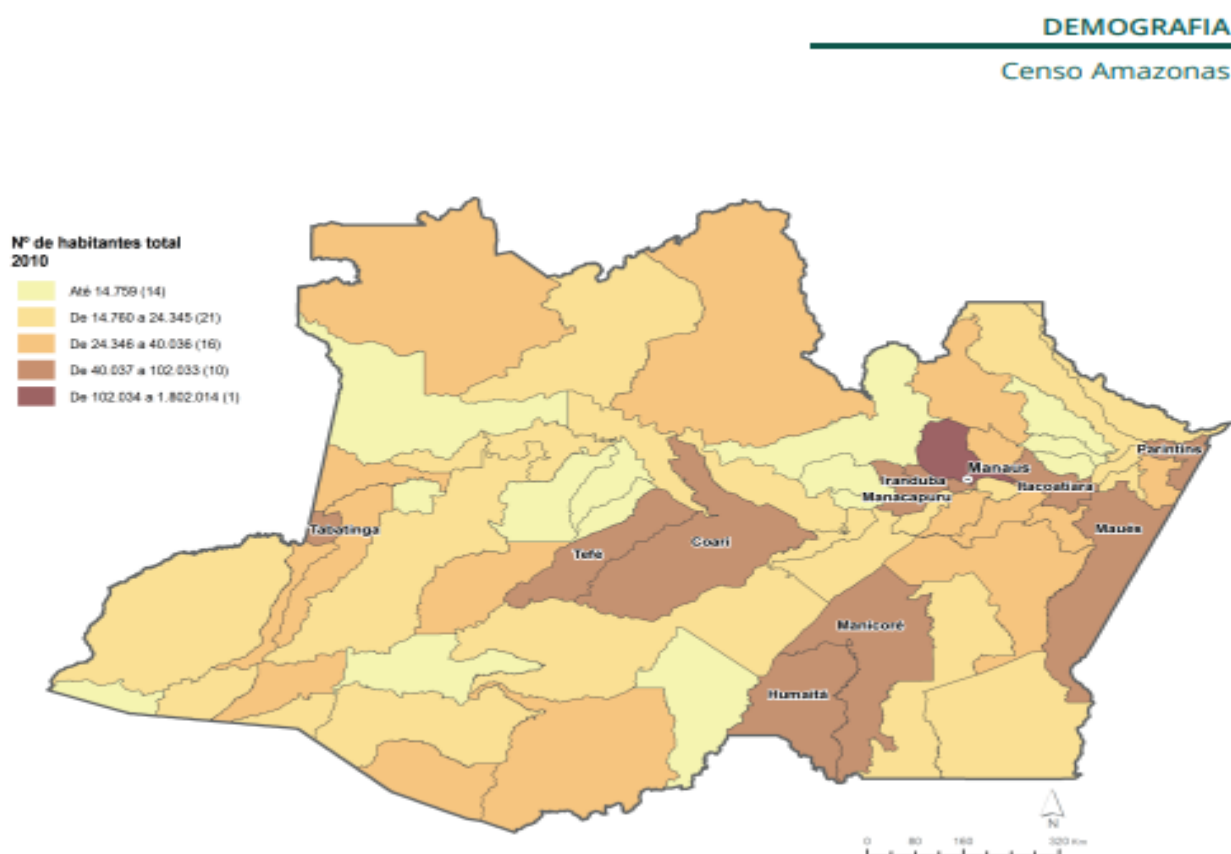 DEMOGRAFIA
Censo Amazonas
Nº de habitantes total
2010
Até 14.759 (14)
De 14.760 a 24.345 (21)
De 24.346 a 40.036 (16)
De 40.037 a 102.033 (10)
De 102.034 a 1.802.014 (1)
Parintins
Manaus
Iranduba
Itacoatiara
Manacapuru
Tabatinga
Maués
Coari
Tefé
Manicoré
Humaitá
N
0 80 160 320 Km